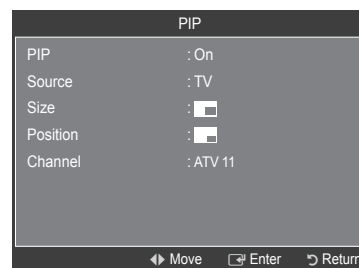 PIP
PIP : On
Source : TV
Size :
Position :
Channel : ATV 11
Move Enter Return